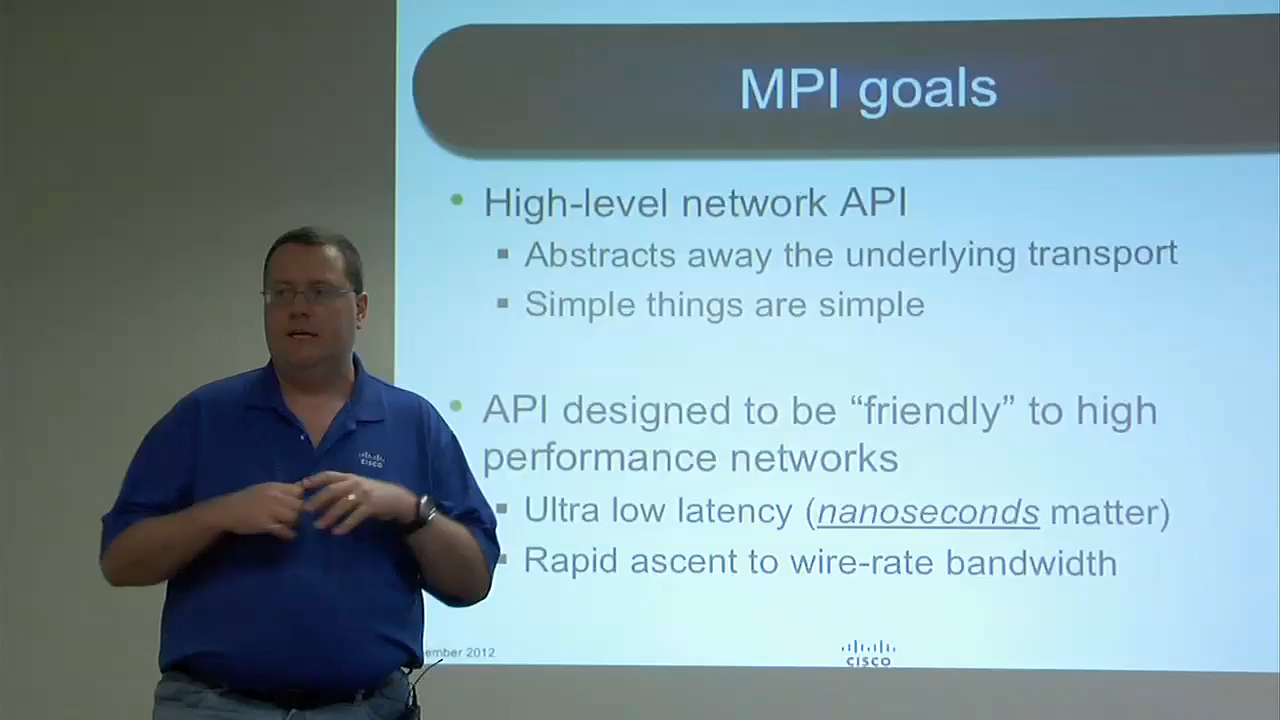 MPI goals
• High-level network API
▪ Abstracts away the underlying transport
▪ Simple things are simple
• API designed to be “friendly” to high
performance networks
▪ Ultra low latency (nanoseconds matter)
▪ Rapid ascent to wire-rate bandwidth
CISCO
ember 2012
CISCO